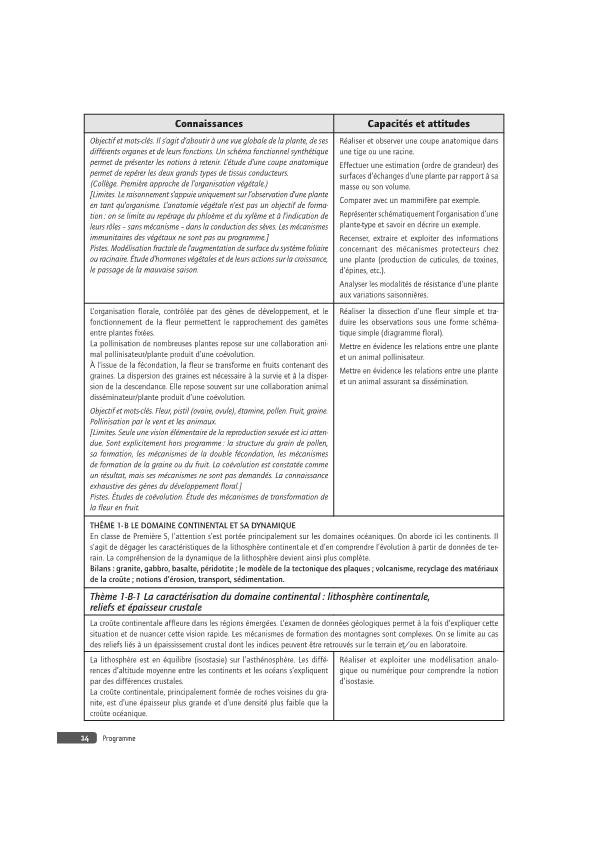 Connaissances
Capacités et attitudes
Objectif et mots-clés. Il s'agit d'aboutir à une vue globale de la plante, de ses
différents organes et de leurs fonctions. Un schéma fonctionnel synthétique
permet de présenter les notions à retenir. L'étude d'une coupe anatomique
permet de repérer les deux grands types de tissus conducteurs.
(Collège. Première approche de l'organisation végétale.)
[Limites. Le raisonnement s'appuie uniquement sur l'observation d'une plante
en tant qu'organisme. L'anatomie végétale n'est pas un objectif de forma-
tion : on se limite au repérage du phloème et du xylème et à l'indication de
leurs rôles – sans mécanisme – dans la conduction des sèves. Les mécanismes
immunitaires des végétaux ne sont pas au programme.]
Pistes. Modélisation fractale de l'augmentation de surface du système foliaire
ou racinaire. Étude d'hormones végétales et de leurs actions sur la croissance,
le passage de la mauvaise saison.
Réaliser et observer une coupe anatomique dans
une tige ou une racine.
Effectuer une estimation (ordre de grandeur) des
surfaces d'échanges d'une plante par rapport à sa
masse ou son volume.
Comparer avec un mammifère par exemple.
Représenter schématiquement l'organisation d'une
plante-type et savoir en décrire un exemple.
Recenser, extraire et exploiter des informations
concernant des mécanismes protecteurs chez
une plante (production de cuticules, de toxines,
d'épines, etc.).
Analyser les modalités de résistance d'une plante
aux variations saisonnières.
L'organisation florale, contrôlée par des gènes de développement, et le
fonctionnement de la fleur permettent le rapprochement des gamètes
entre plantes fixées.
La pollinisation de nombreuses plantes repose sur une collaboration ani-
mal pollinisateur/plante produit d'une coévolution.
À l'issue de la fécondation, la fleur se transforme en fruits contenant des
graines. La dispersion des graines est nécessaire à la survie et à la disper-
sion de la descendance. Elle repose souvent sur une collaboration animal
disséminateur/plante produit d'une coévolution.
Objectif et mots-clés. Fleur, pistil (ovaire, ovule), étamine, pollen. Fruit, graine.
Pollinisation par le vent et les animaux.
[Limites. Seule une vision élémentaire de la reproduction sexuée est ici atten-
due. Sont explicitement hors programme : la structure du grain de pollen,
sa formation, les mécanismes de la double fécondation, les mécanismes
de formation de la graine ou du fruit. La coévolution est constatée comme
un résultat, mais ses mécanismes ne sont pas demandés. La connaissance
exhaustive des gènes du développement floral.]
Pistes. Études de coévolution. Étude des mécanismes de transformation de
la fleur en fruit.
Réaliser la dissection d'une fleur simple et tra-
duire les observations sous une forme schéma-
tique simple (diagramme floral).
Mettre en évidence les relations entre une plante
et un animal pollinisateur.
Mettre en évidence les relations entre une plante
et un animal assurant sa dissémination.
THÈME 1-B LE DOMAINE CONTINENTAL ET SA DYNAMIQUE
En classe de Première S, l'attention s'est portée principalement sur les domaines océaniques. On aborde ici les continents. Il
s'agit de dégager les caractéristiques de la lithosphère continentale et d'en comprendre l'évolution à partir de données de ter-
rain. La compréhension de la dynamique de la lithosphère devient ainsi plus complète.
Bilans : granite, gabbro, basalte, péridotite ; le modèle de la tectonique des plaques ; volcanisme, recyclage des matériaux
de la croûte ; notions d'érosion, transport, sédimentation.
Thème 1-B-1 La caractérisation du domaine continental : lithosphère continentale,
reliefs et épaisseur crustale
La croûte continentale affleure dans les régions émergées. L'examen de données géologiques permet à la fois d'expliquer cette
situation et de nuancer cette vision rapide. Les mécanismes de formation des montagnes sont complexes. On se limite au cas
des reliefs liés à un épaississement crustal dont les indices peuvent être retrouvés sur le terrain et/ou en laboratoire.
La lithosphère est en équilibre (isostasie) sur l'asthénosphère. Les diffé-
rences d'altitude moyenne entre les continents et les océans s'expliquent
par des différences crustales.
La croûte continentale, principalement formée de roches voisines du gra-
nite, est d'une épaisseur plus grande et d'une densité plus faible que la
croûte océanique.
Réaliser et exploiter une modélisation analo-
gique ou numérique pour comprendre la notion
d'isostasie.
14 Programme